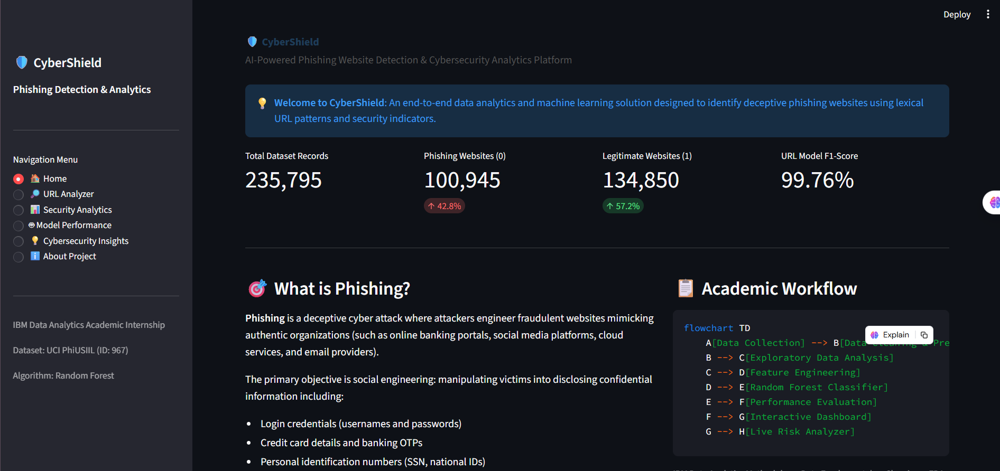 Deploy
CyberShield
Phishing Detection & Analytics
Navigation Menu
Home
URL Analyzer
Security Analytics
Model Performance
Cybersecurity Insights
About Project
IBM Data Analytics Academic Internship
Dataset: UCI PhiUSIIL (ID: 967)
Algorithm: Random Forest
CyberShield
AI-Powered Phishing Website Detection & Cybersecurity Analytics Platform
Welcome to CyberShield: An end-to-end data analytics and machine learning solution designed to identify deceptive phishing websites using lexical
URL patterns and security indicators.
Total Dataset Records
235,795
Phishing Websites (0)
100,945
↑ 42.8%
Legitimate Websites (1)
134,850
↑ 57.2%
URL Model F1-Score
99.76%
What is Phishing?
Phishing is a deceptive cyber attack where attackers engineer fraudulent websites mimicking
authentic organizations (such as online banking portals, social media platforms, cloud
services, and email providers).
The primary objective is social engineering: manipulating victims into disclosing confidential
information including:
• Login credentials (usernames and passwords)
• Credit card details and banking OTPs
• Personal identification numbers (SSN, national IDs)
Academic Workflow
Explain
flowchart TD
A[Data Collection] --> B[Data Cleaning & Pre
B --> C[Exploratory Data Analysis]
C --> D[Feature Engineering]
D --> E[Random Forest Classifier]
E --> F[Performance Evaluation]
F --> G[Interactive Dashboard]
G --> H[Live Risk Analyzer]